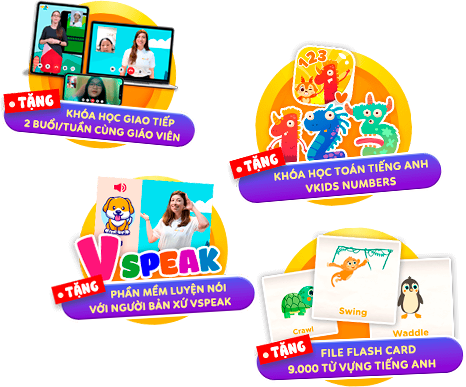 TẶNG
KHÓA HỌC GIAO TIẾP
2 BUỔI/TUẦN CÙNG GIÁO VIÊN
123
TẶNG
KHÓA HỌC TOÁN TIẾNG ANH
VKIDS NUMBERS
VSPEAK
TẶNG
PHẦN MỀM LUYỆN NÓI
VỚI NGƯỜI BẢN XỨ VSPEAK
Swing
Crawl
Waddle
TẶNG
FILE FLASH CARD
9.000 TỪ VỰNG TIẾNG ANH